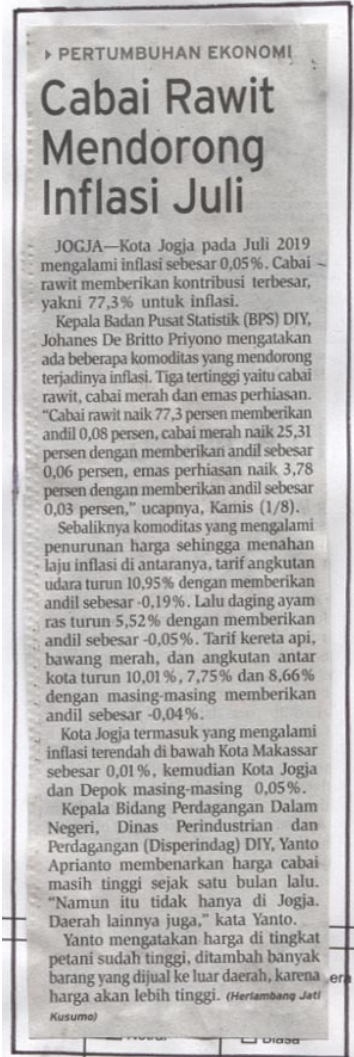 ▸ PERTUMBUHAN EKONOMI
Cabai Rawit
Mendorong
Inflasi Juli
JOGJA—Kota Jogja pada Juli 2019
mengalami inflasi sebesar 0,05%. Cabai
rawit memberikan kontribusi terbesar,
yakni 77,3% untuk inflasi.
Kepala Badan Pusat Statistik (BPS) DIY,
Johanes De Britto Priyono mengatakan
ada beberapa komoditas yang mendorong
terjadinya inflasi. Tiga tertinggi yaitu cabai
rawit, cabai merah dan emas perhiasan.
“Cabai rawit naik 77,3 persen memberikan
andil 0,08 persen, cabai merah naik 25,31
persen dengan memberikan andil sebesar
0,06 persen, emas perhiasan naik 3,78
persen dengan memberikan andil sebesar
0,03 persen,” ucapnya, Kamis (1/8).
Sebaliknya komoditas yang mengalami
penurunan harga sehingga menahan
laju inflasi di antaranya, tarif angkutan
udara turun 10,95% dengan memberikan
andil sebesar -0,19%. Lalu daging ayam
ras turun 5,52% dengan memberikan
andil sebesar -0,05%. Tarif kereta api,
bawang merah, dan angkutan antar
kota turun 10,01%, 7,75% dan 8,66%
dengan masing-masing memberikan
andil sebesar -0,04%.
Kota Jogja termasuk yang mengalami
inflasi terendah di bawah Kota Makassar
sebesar 0,01%, kemudian Kota Jogja
dan Depok masing-masing 0,05%.
Kepala Bidang Perdagangan Dalam
Negeri, Dinas Perindustrian dan
Perdagangan (Disperindag) DIY, Yanto
Aprianto membenarkan harga cabai
masih tinggi sejak satu bulan lalu.
“Namun itu tidak hanya di Jogja.
Daerah lainnya juga,” kata Yanto.
Yanto mengatakan harga di tingkat
petani sudah tinggi, ditambah banyak
barang yang dijual ke luar daerah, karena
harga akan lebih tinggi. (Herlambang Jati
Kusumo)